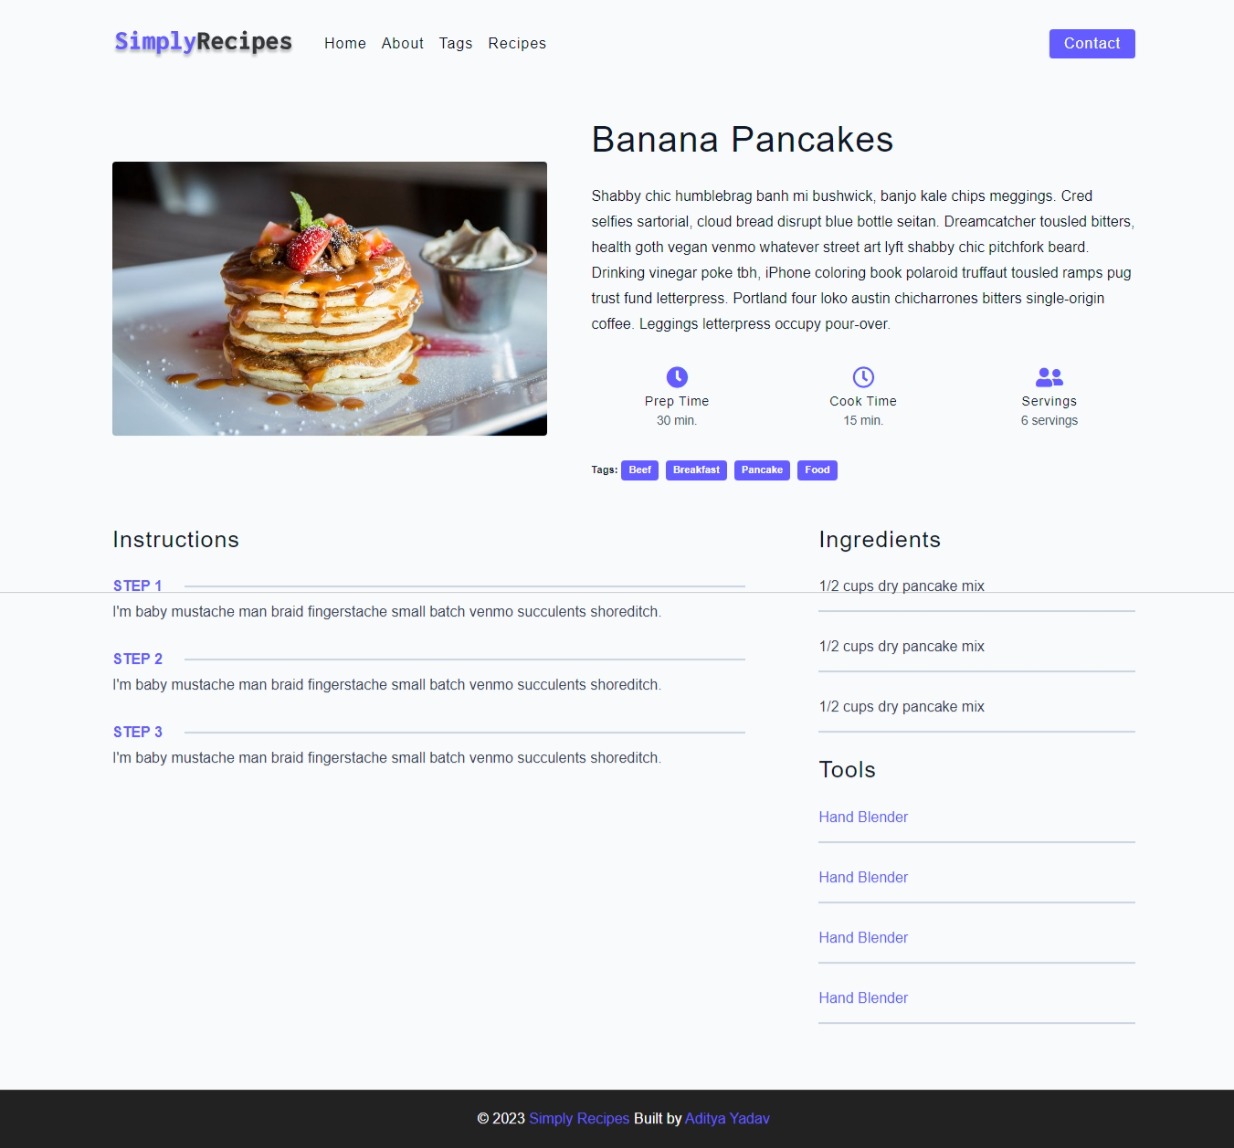 SimplyRecipes Home About Tags Recipes Contact
Banana Pancakes
Shabby chic humblebrag banh mi bushwick, banjo kale chips meggings. Cred
selfies sartorial, cloud bread disrupt blue bottle seitan. Dreamcatcher tousled bitters,
health goth vegan venmo whatever street art lyft shabby chic pitchfork beard.
Drinking vinegar poke tbh, iPhone coloring book polaroid truffaut tousled ramps pug
trust fund letterpress. Portland four loko austin chicharrones bitters single-origin
coffee. Leggings letterpress occupy pour-over.
Prep Time
30 min.
Cook Time
15 min.
Servings
6 servings
Tags: Beef Breakfast Pancake Food
Instructions
STEP 1
I'm baby mustache man braid fingerstache small batch venmo succulents shoreditch.
STEP 2
I'm baby mustache man braid fingerstache small batch venmo succulents shoreditch.
STEP 3
I'm baby mustache man braid fingerstache small batch venmo succulents shoreditch.
Ingredients
1/2 cups dry pancake mix
1/2 cups dry pancake mix
1/2 cups dry pancake mix
Tools
Hand Blender
Hand Blender
Hand Blender
Hand Blender
© 2023 Simply Recipes Built by Aditya Yadav